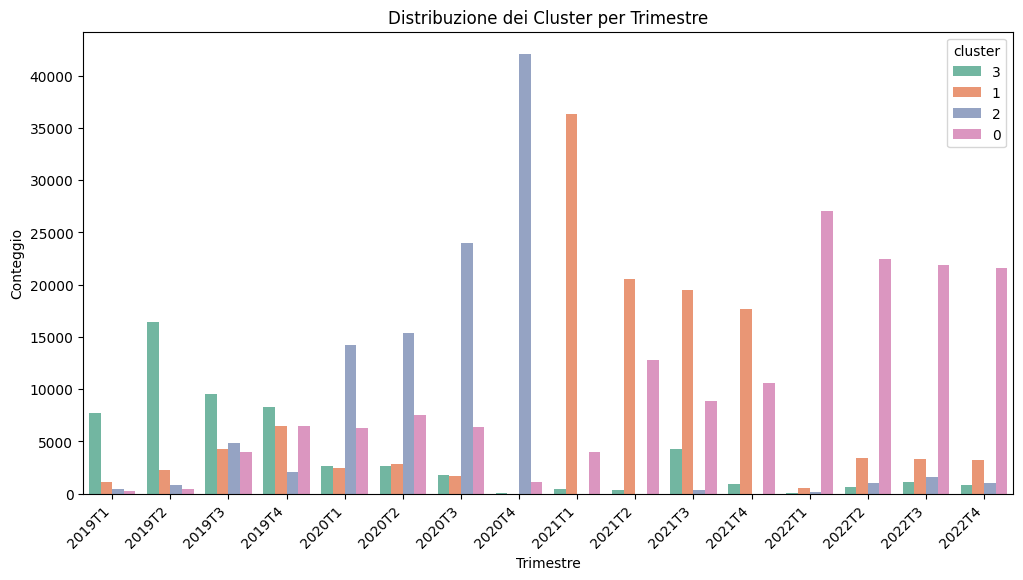 Distribuzione dei Cluster per Trimestre
cluster
3
1
2
0
Conteggio
40000
35000
30000
25000
20000
15000
10000
5000
0
2019T1
2019T2
2019T3
2019T4
2020T1
2020T2
2020T3
2020T4
2021T1
2021T2
2021T3
2021T4
2022T1
2022T2
2022T3
2022T4
Trimestre